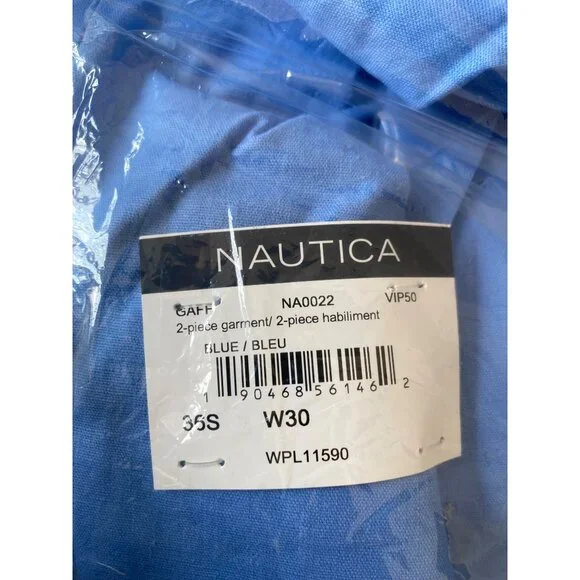 NAUTICA
GAFF NA0022 VIP50
2-piece garment/ 2-piece habiliment
BLUE / BLEU
1 90468 56146 2
36S W30
WPL11590